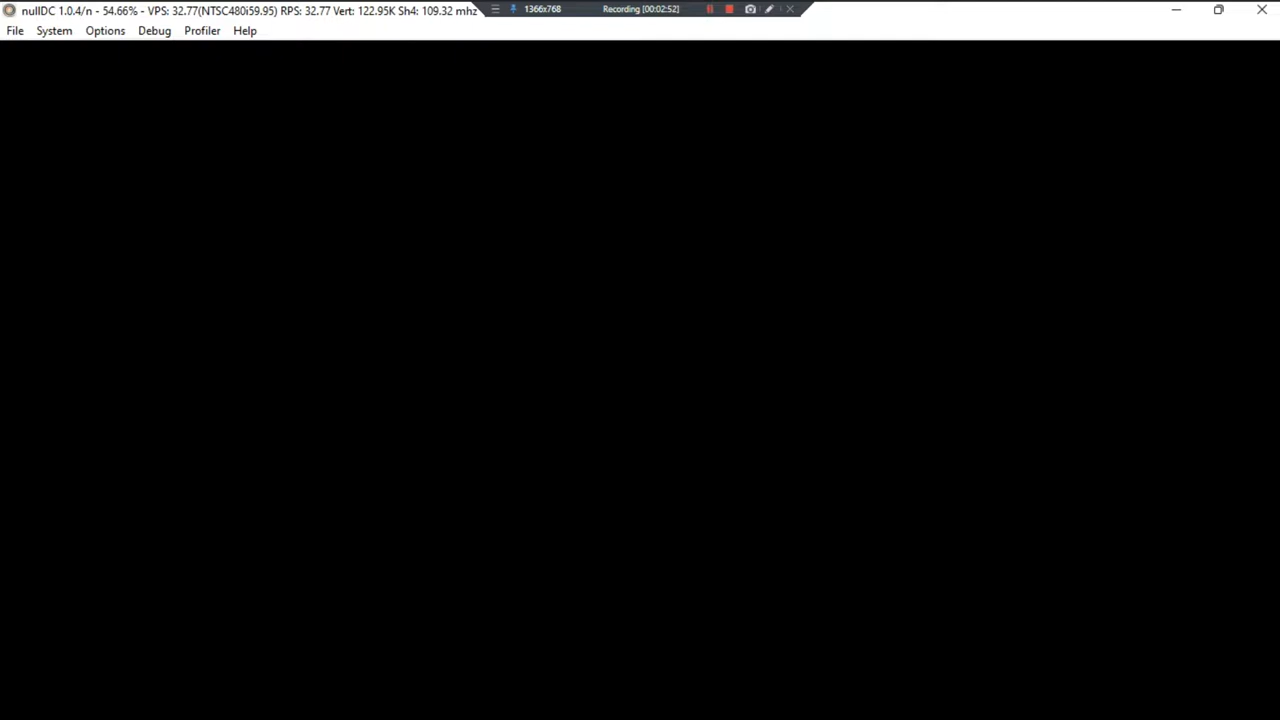 nullDC 1.0.4/n - 54.66% - VPS: 32.77(NTSC480i59.95) RPS: 32.77 Vert: 122.95K Sh4: 109.32 mhz
1366x768 Recording [00:02:52]
File System Options Debug Profiler Help